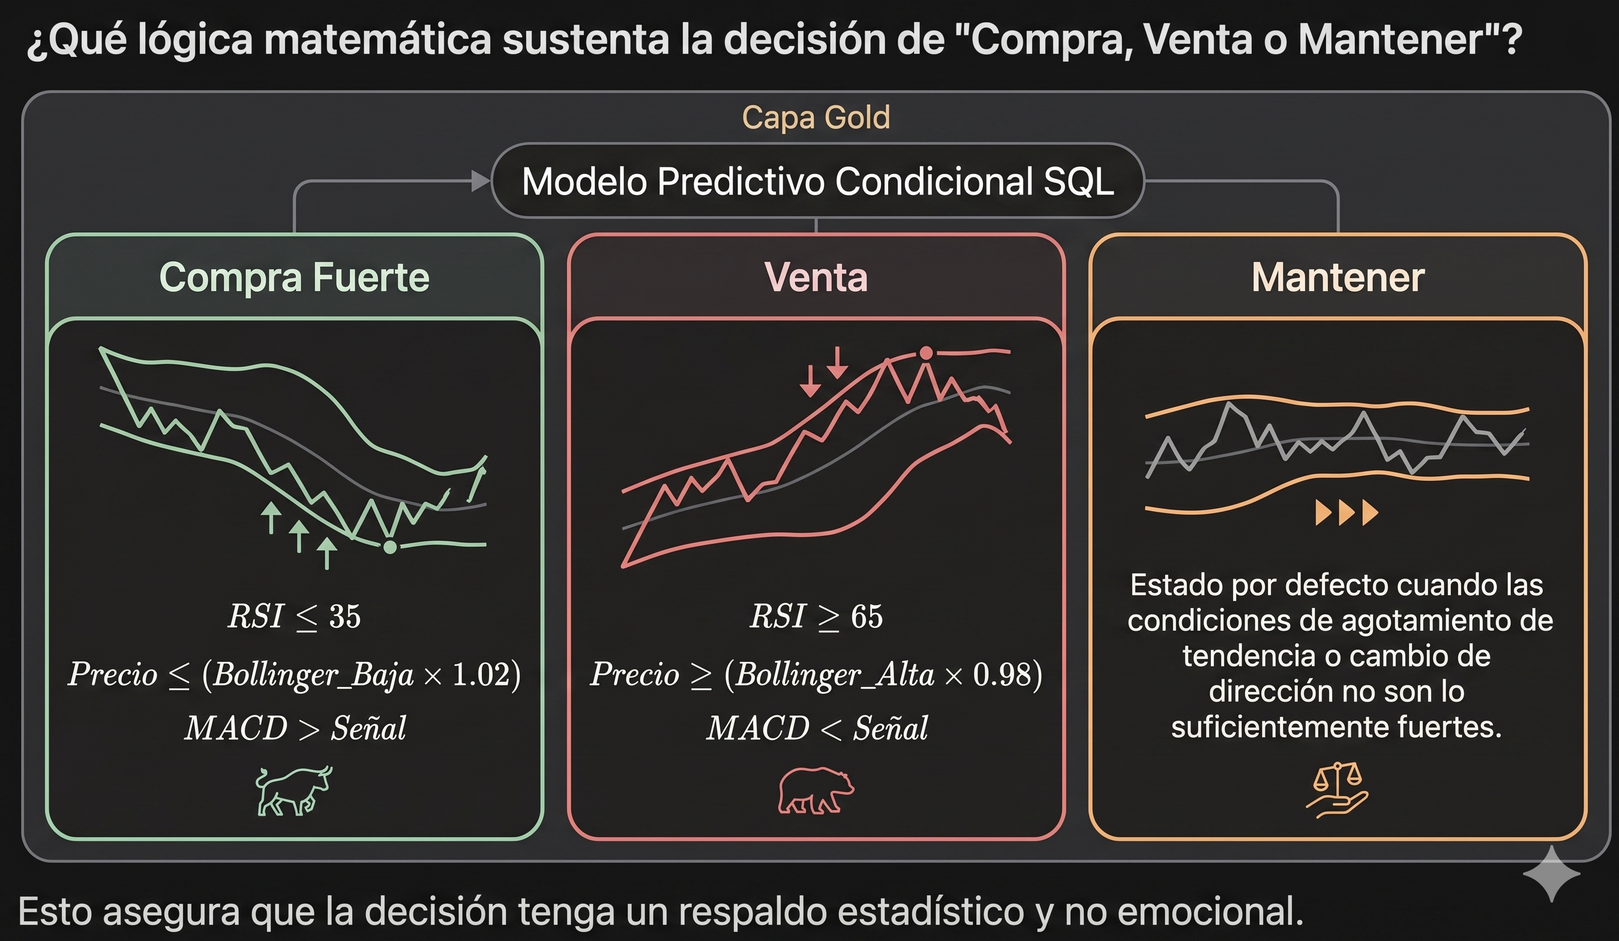 ¿Qué lógica matemática sustenta la decisión de "Compra, Venta o Mantener"?
Capa Gold
Modelo Predictivo Condicional SQL
Compra Fuerte
RSI ≤ 35
Precio ≤ (Bollinger_Baja × 1.02)
MACD > Señal
Venta
RSI ≥ 65
Precio ≥ (Bollinger_Alta × 0.98)
MACD < Señal
Mantener
Estado por defecto cuando las
condiciones de agotamiento de
tendencia o cambio de
dirección no son lo
suficientemente fuertes.
Esto asegura que la decisión tenga un respaldo estadístico y no emocional.